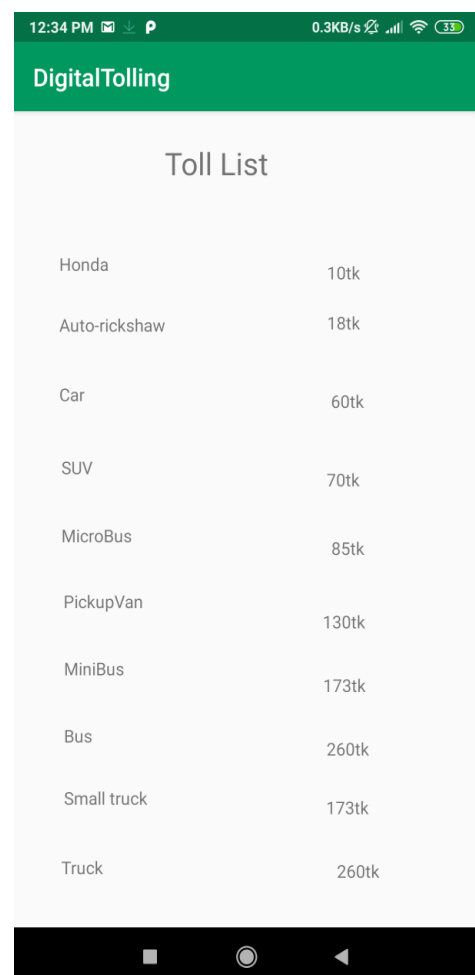 12:34 PM 0.3KB/s 33
DigitalTolling
Toll List
Honda 10tk
Auto-rickshaw 18tk
Car 60tk
SUV 70tk
MicroBus 85tk
PickupVan 130tk
MiniBus 173tk
Bus 260tk
Small truck 173tk
Truck 260tk